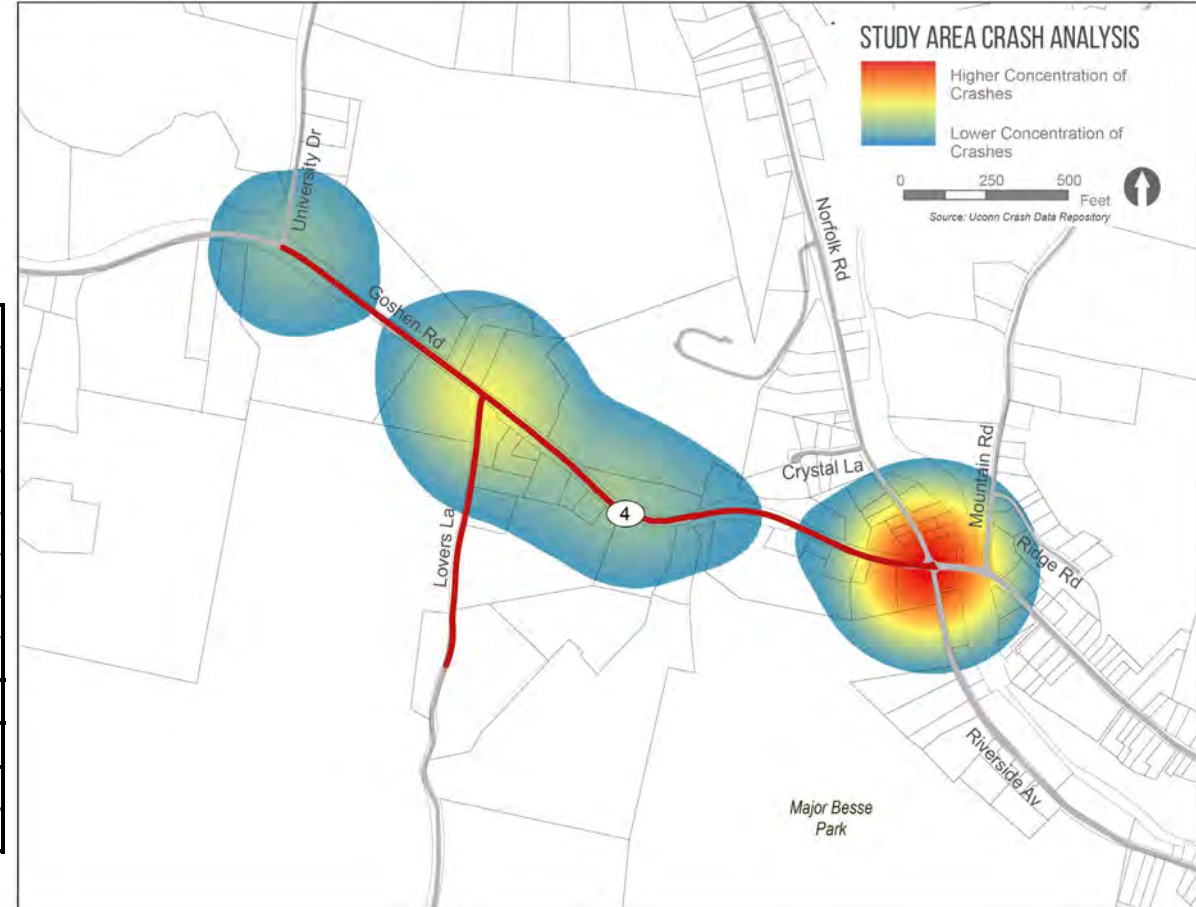 STUDY AREA CRASH ANALYSIS
Higher Concentration of
Crashes
Lower Concentration of
Crashes
0 250 500
Feet
Source: Uconn Crash Data Repository
University Dr
Goshen Rd
Norfolk Rd
Crystal La
Mountain Rd
Ridge Rd
4
Lovers La
Riverside Av
Major Besse
Park